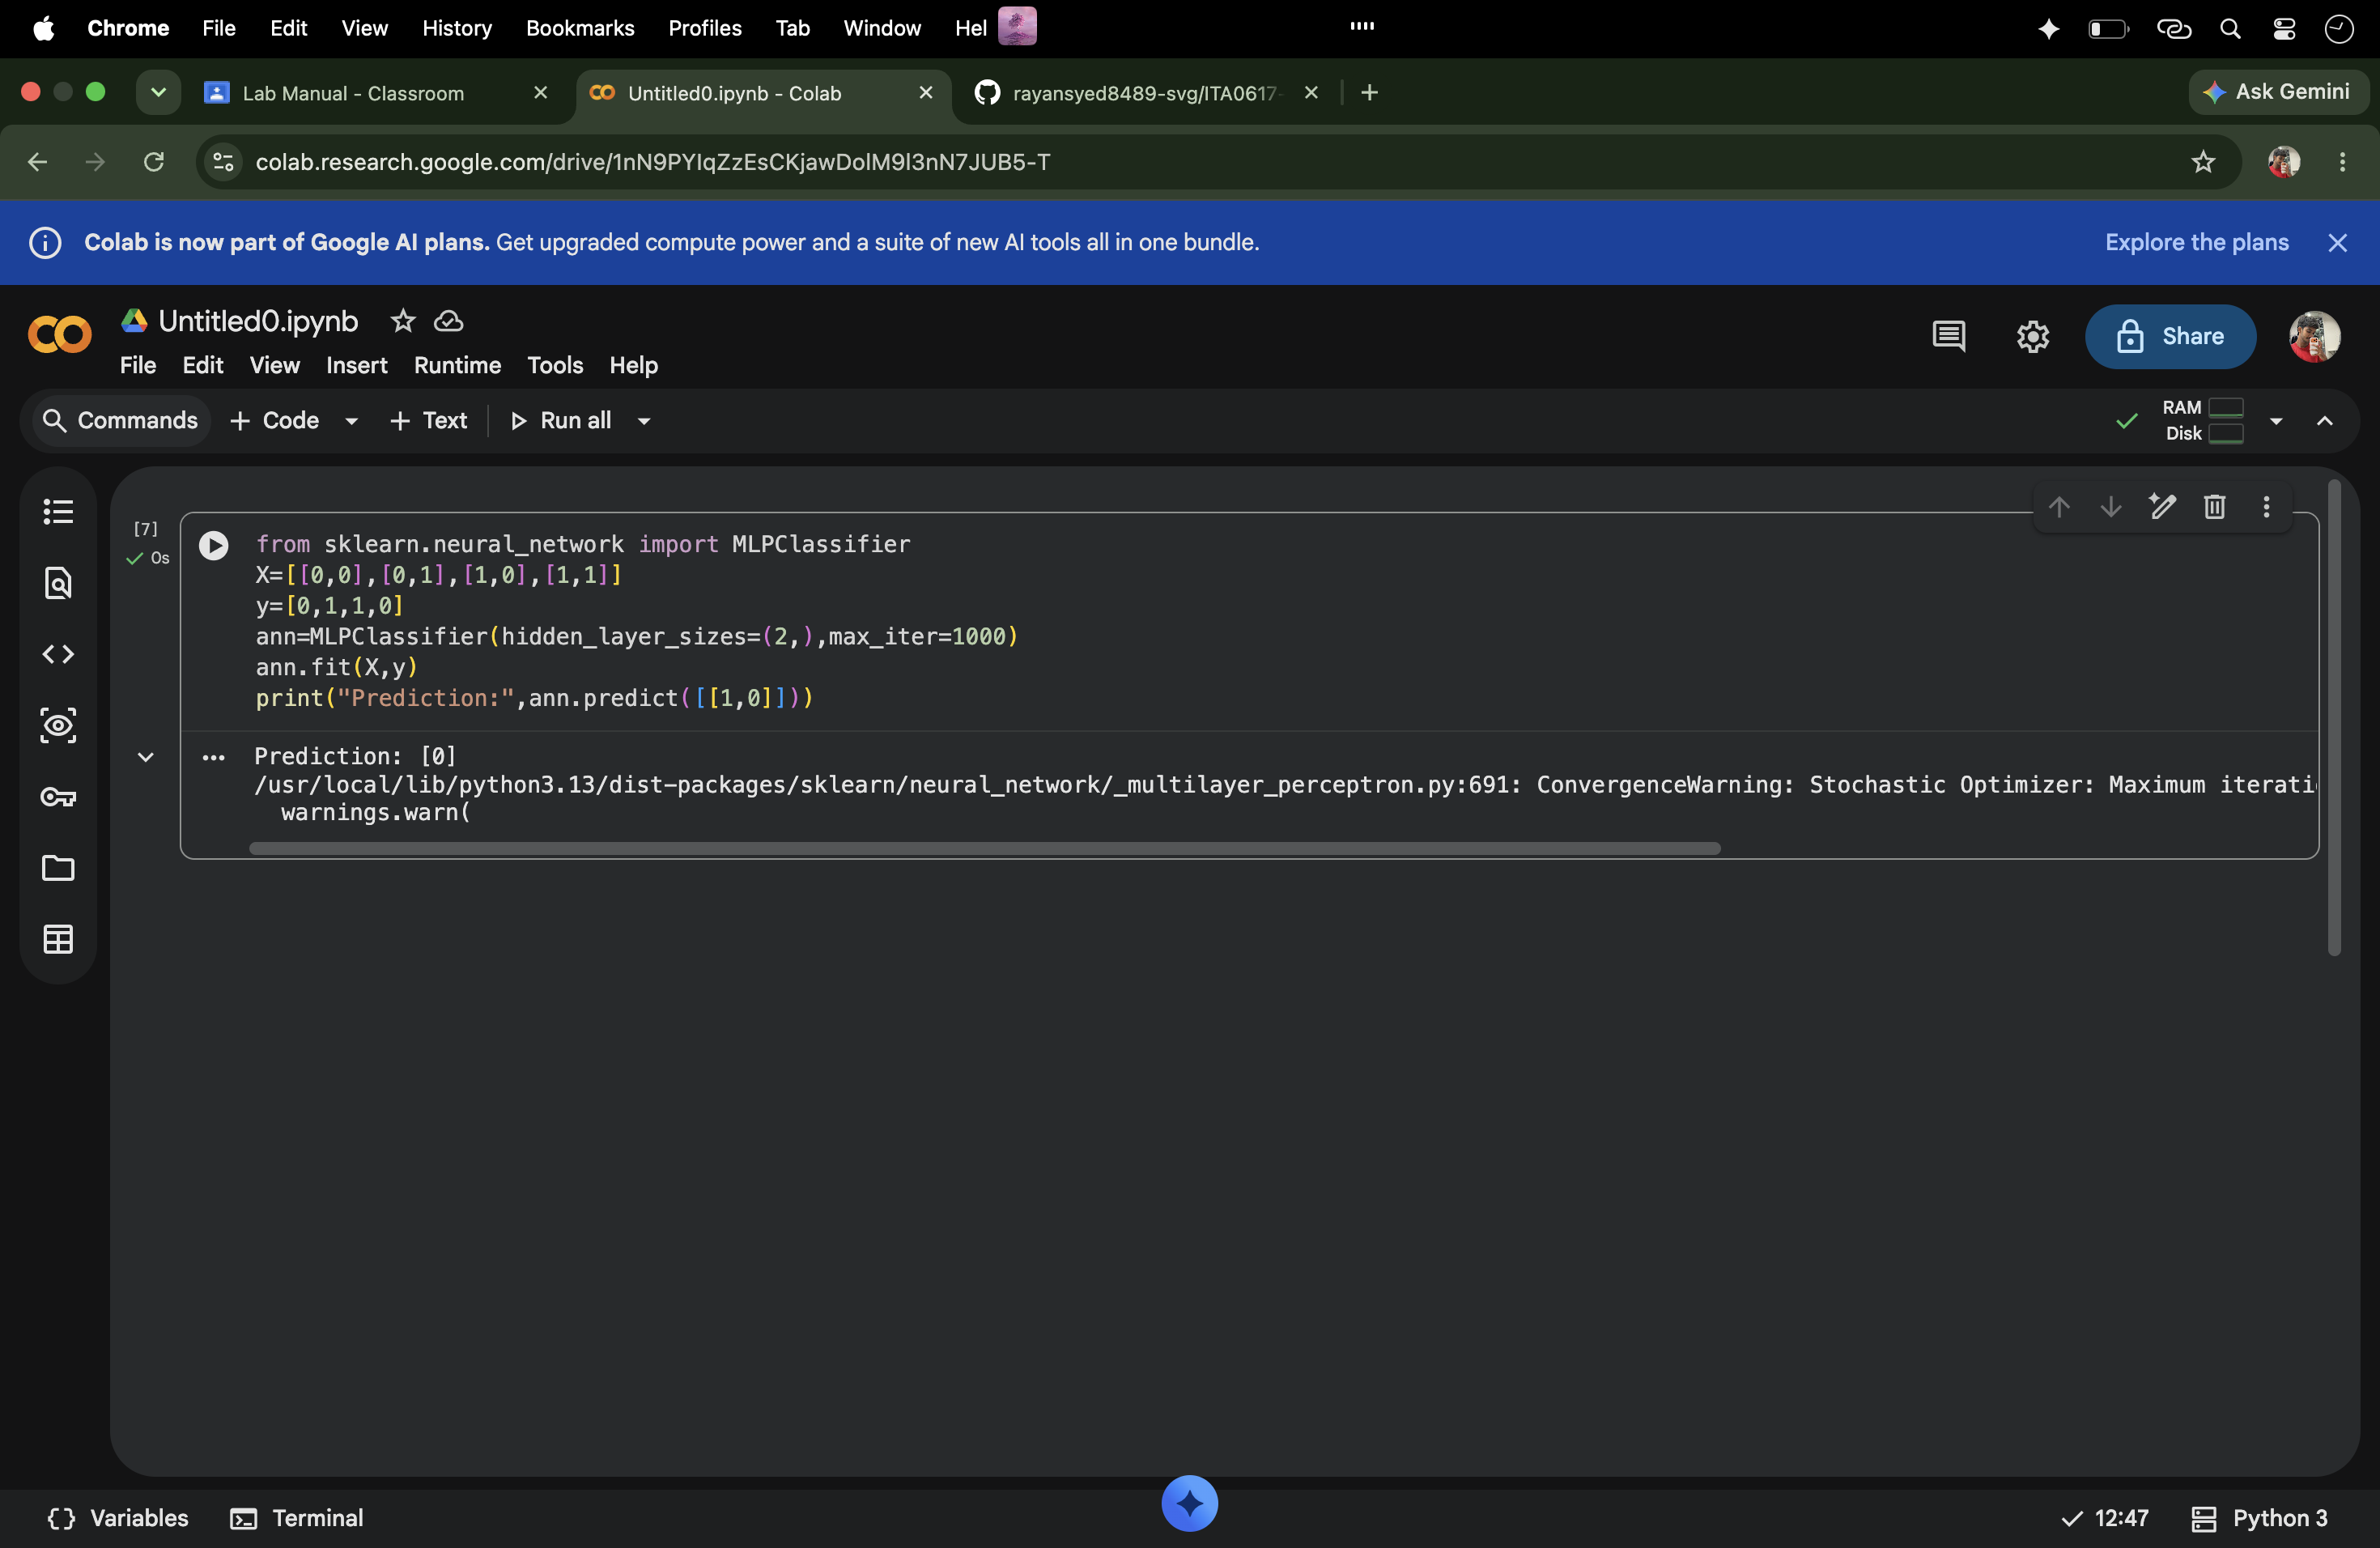 Chrome File Edit View History Bookmarks Profiles Tab Window Hel
Lab Manual - Classroom
Untitled0.ipynb - Colab
rayansyed8489-svg/ITA0617-
Ask Gemini
colab.research.google.com/drive/1nN9PYIqZzEsCKjawDolM9l3nN7JUB5-T
Colab is now part of Google AI plans. Get upgraded compute power and a suite of new AI tools all in one bundle.
Explore the plans
Untitled0.ipynb
File Edit View Insert Runtime Tools Help
Share
Commands + Code + Text Run all
RAM
Disk
[7]
0s
from sklearn.neural_network import MLPClassifier
X=[[0,0],[0,1],[1,0],[1,1]]
y=[0,1,1,0]
ann=MLPClassifier(hidden_layer_sizes=(2,),max_iter=1000)
ann.fit(X,y)
print("Prediction:",ann.predict([[1,0]]))
Prediction: [0]
/usr/local/lib/python3.13/dist-packages/sklearn/neural_network/_multilayer_perceptron.py:691: ConvergenceWarning: Stochastic Optimizer: Maximum iterati
warnings.warn(
{} Variables
Terminal
12:47
Python 3